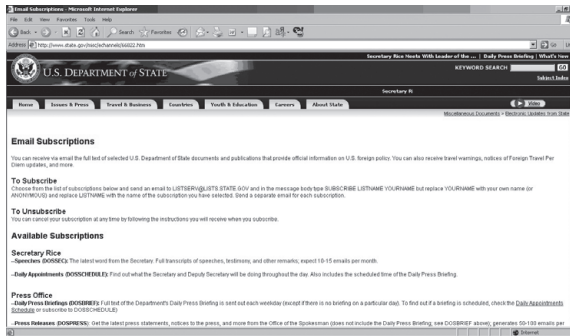 Email Subscriptions - Microsoft Internet Explorer
File Edit View Favorites Tools Help
Back Search Favorites
Address http://www.state.gov/misc/echannels/66822.htm Go
Secretary Rice Meets With Leader of the ... | Daily Press Briefing | What's New
U.S. DEPARTMENT of STATE
KEYWORD SEARCH GO
Subject Index
Secretary Ri
Home Issues & Press Travel & Business Countries Youth & Education Careers About State Video
Miscellaneous Documents > Electronic Updates from State
Email Subscriptions
You can receive via email the full text of selected U.S. Department of State documents and publications that provide official information on U.S. foreign policy. You can also receive travel warnings, notices of Foreign Travel Per
Diem updates, and more.
To Subscribe
Choose from the list of subscriptions below and send an email to LISTSERV@LISTS.STATE.GOV and in the message body type SUBSCRIBE LISTNAME YOURNAME but replace YOURNAME with your own name (or
ANONYMOUS) and replace LISTNAME with the name of the subscription you have selected. Send a separate email for each subscription.
To Unsubscribe
You can cancel your subscription at any time by following the instructions you will receive when you subscribe.
Available Subscriptions
Secretary Rice
--Speeches (DOSSEC): The latest word from the Secretary. Full transcripts of speeches, testimony, and other remarks; expect 10-15 emails per month.
--Daily Appointments (DOSSCHEDULE): Find out what the Secretary and Deputy Secretary will be doing throughout the day. Also includes the scheduled time of the Daily Press Briefing.
Press Office
--Daily Press Briefings (DOSBRIEF): Full text of the Department's Daily Press Briefing is sent out each weekday (except if there is no briefing on a particular day). To find out if a briefing is scheduled, check the Daily Appointments
Schedule or subscribe to DOSSCHEDULE)
--Press Releases (DOSPRESS): Get the latest press statements, notices to the press, and more from the Office of the Spokesman (does not include the Daily Press Briefing, see DOSBRIEF above); generates 50-100 emails per
Internet